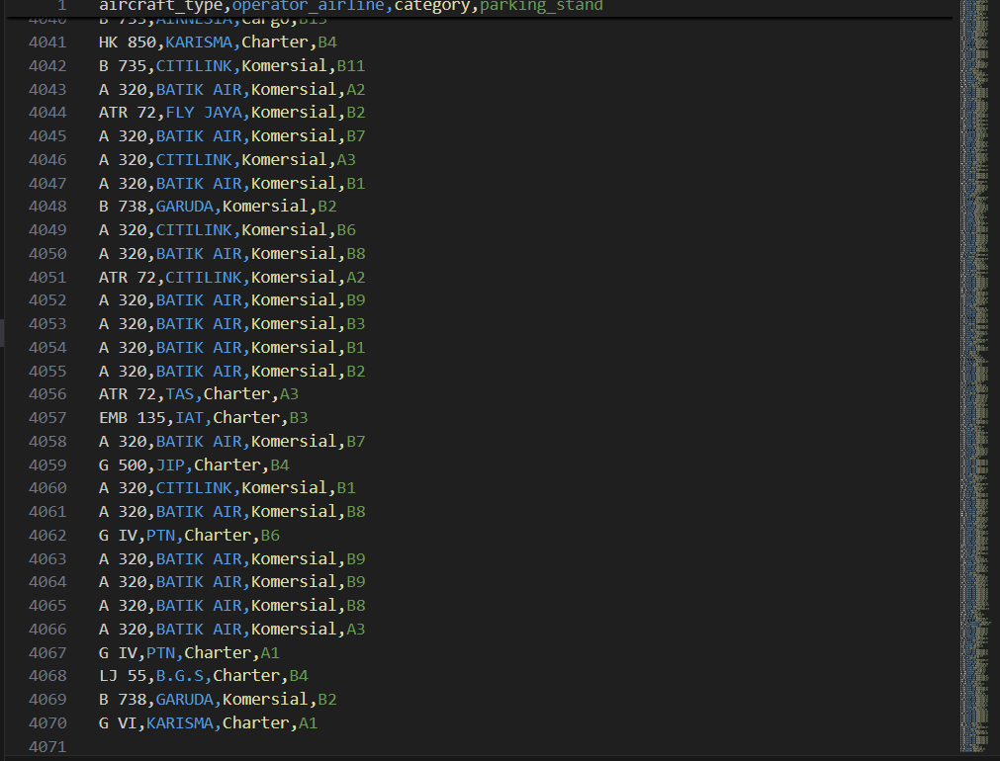 1 aircraft_type,operator_airline,category,parking_stand
4040 B 733,AIRNESIA,Cargo,B13
4041 HK 850,KARISMA,Charter,B4
4042 B 735,CITILINK,Komersial,B11
4043 A 320,BATIK AIR,Komersial,A2
4044 ATR 72,FLY JAYA,Komersial,B2
4045 A 320,BATIK AIR,Komersial,B7
4046 A 320,CITILINK,Komersial,A3
4047 A 320,BATIK AIR,Komersial,B1
4048 B 738,GARUDA,Komersial,B2
4049 A 320,CITILINK,Komersial,B6
4050 A 320,BATIK AIR,Komersial,B8
4051 ATR 72,CITILINK,Komersial,A2
4052 A 320,BATIK AIR,Komersial,B9
4053 A 320,BATIK AIR,Komersial,B3
4054 A 320,BATIK AIR,Komersial,B1
4055 A 320,BATIK AIR,Komersial,B2
4056 ATR 72,TAS,Charter,A3
4057 EMB 135,IAT,Charter,B3
4058 A 320,BATIK AIR,Komersial,B7
4059 G 500,JIP,Charter,B4
4060 A 320,CITILINK,Komersial,B1
4061 A 320,BATIK AIR,Komersial,B8
4062 G IV,PTN,Charter,B6
4063 A 320,BATIK AIR,Komersial,B9
4064 A 320,BATIK AIR,Komersial,B9
4065 A 320,BATIK AIR,Komersial,B8
4066 A 320,BATIK AIR,Komersial,A3
4067 G IV,PTN,Charter,A1
4068 LJ 55,B.G.S,Charter,B4
4069 B 738,GARUDA,Komersial,B2
4070 G VI,KARISMA,Charter,A1
4071